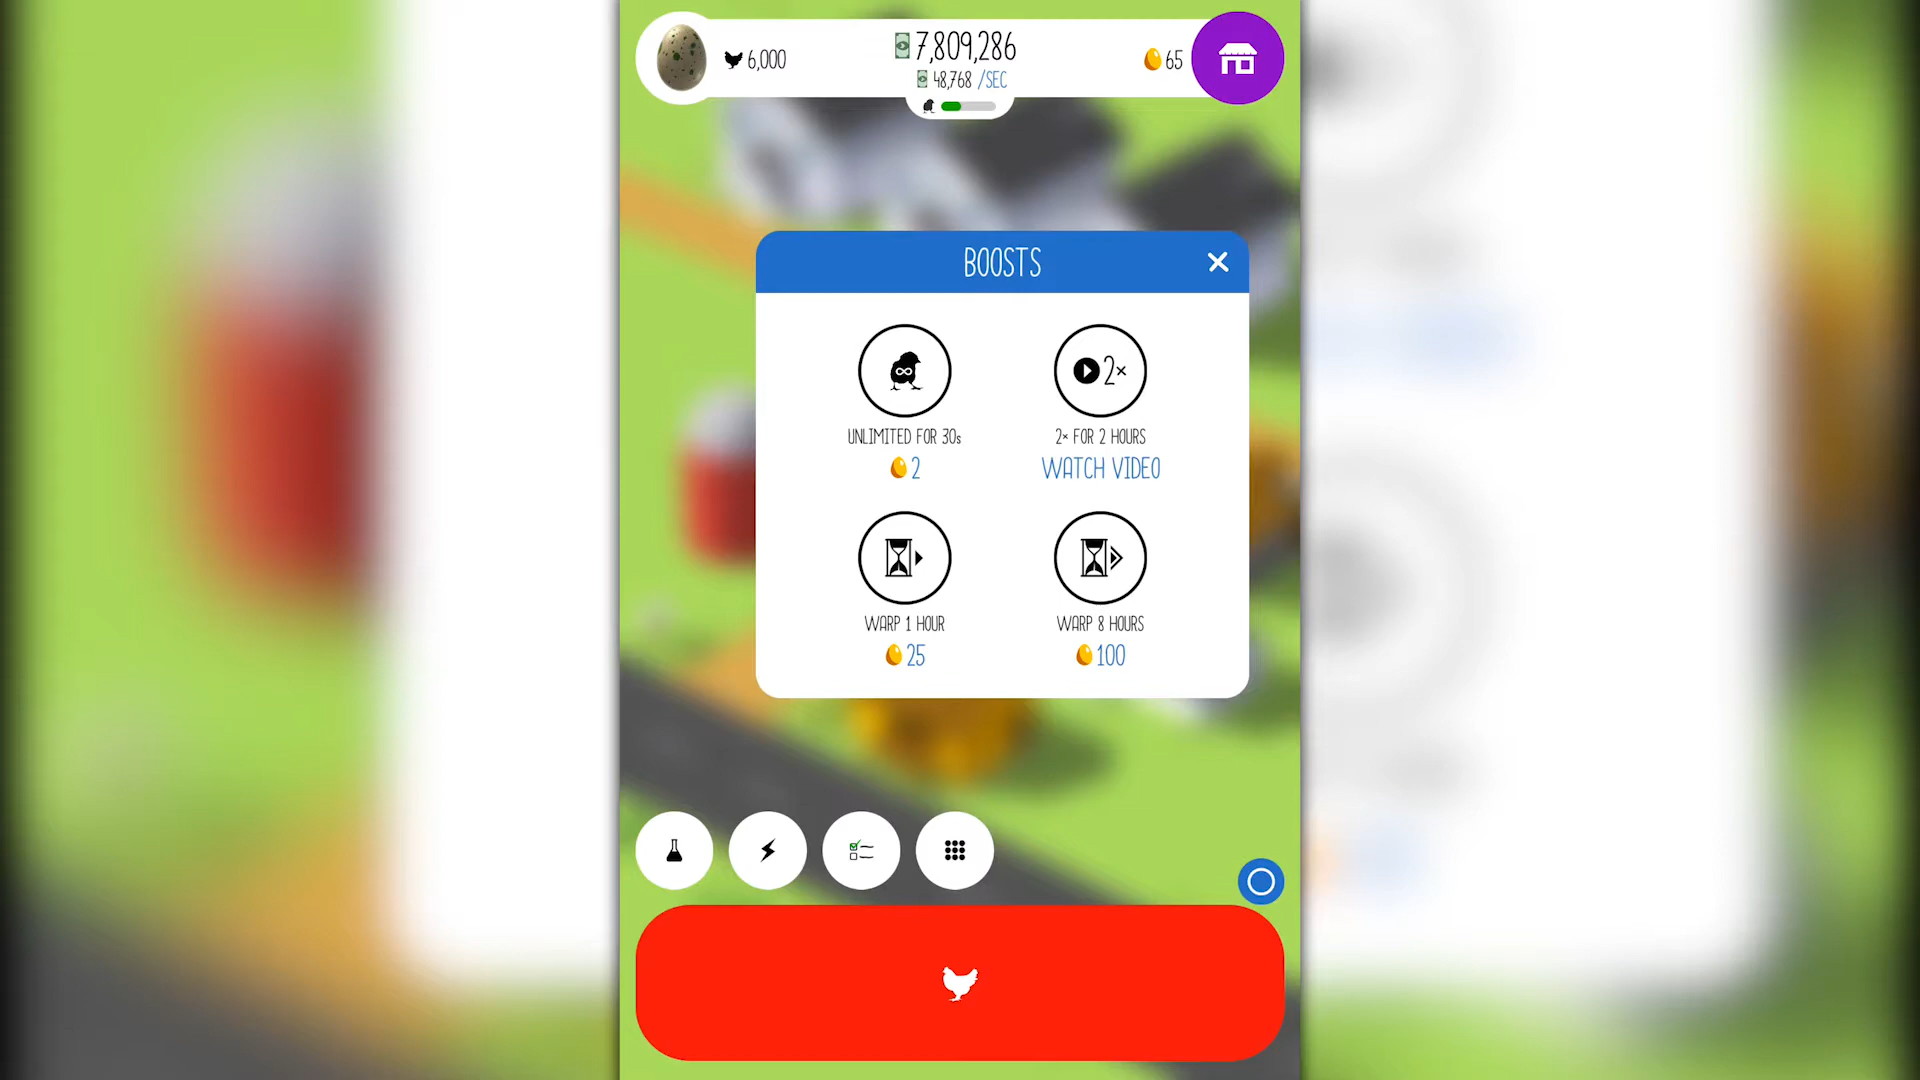 6,000
7,809,286
48,768 /SEC
65
BOOSTS
2×
UNLIMITED FOR 30s
2× FOR 2 HOURS
2
WATCH VIDEO
WARP 1 HOUR
WARP 8 HOURS
25
100